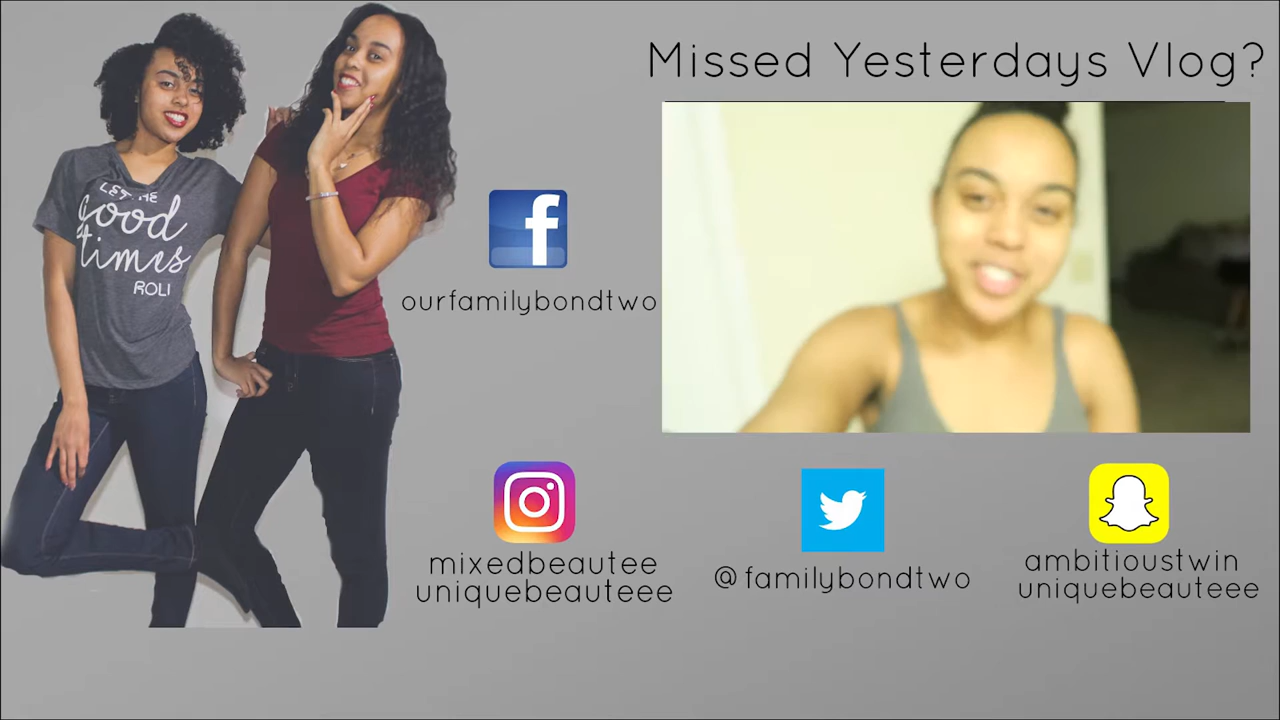 Missed Yesterdays Vlog?
LET THE
Good
times
ROLL
f
ourfamilybondtwo
mixedbeautee
uniquebeauteee
@familybondtwo
ambitioustwin
uniquebeauteee